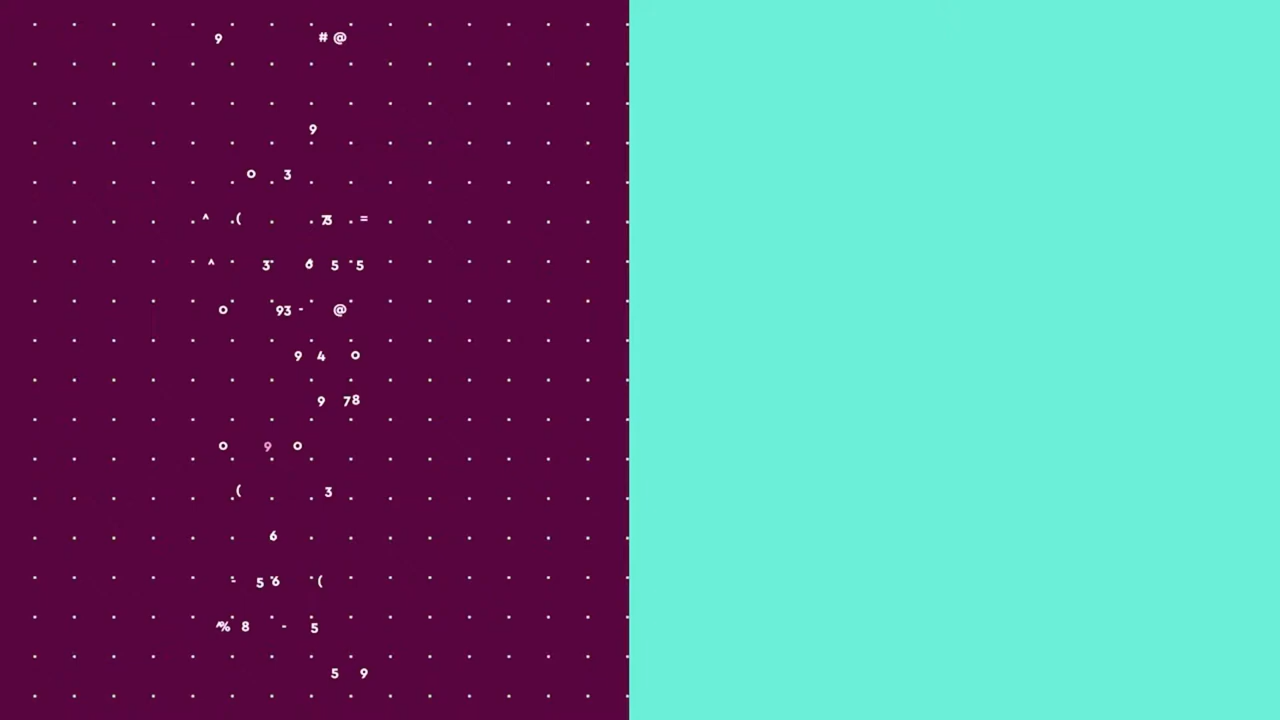 9 #@
9
o 3
^ ( 73 =
^ 3 6 5 5
o 93 - @
9 4 o
9 78
o 9 o
( 3
6
- 5 6 (
^% 8 - 5
5 9